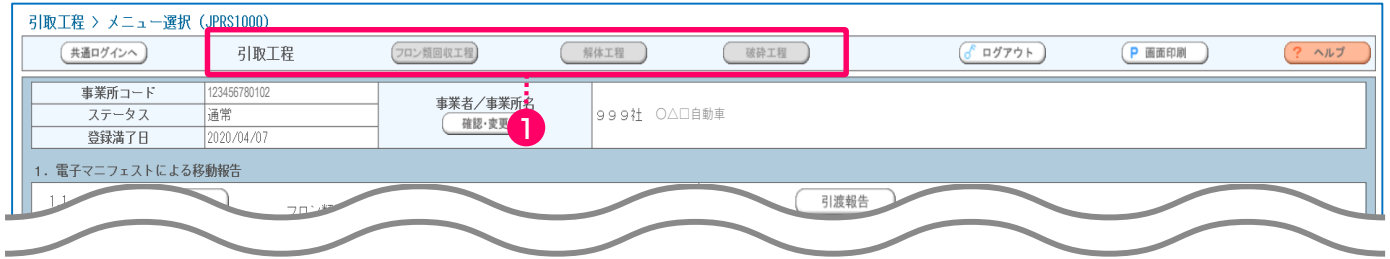 引取工程 > メニュー選択 (JPRS1000)
共通ログインへ 引取工程 フロン類回収工程 解体工程 破砕工程 ログアウト P 画面印刷 ? ヘルプ
事業所コード 123456780102 事業者/事業所名 999社 〇△□自動車
ステータス 通常 確認・変更
登録満了日 2020/04/07
1
1. 電子マニフェストによる移動報告
引渡報告